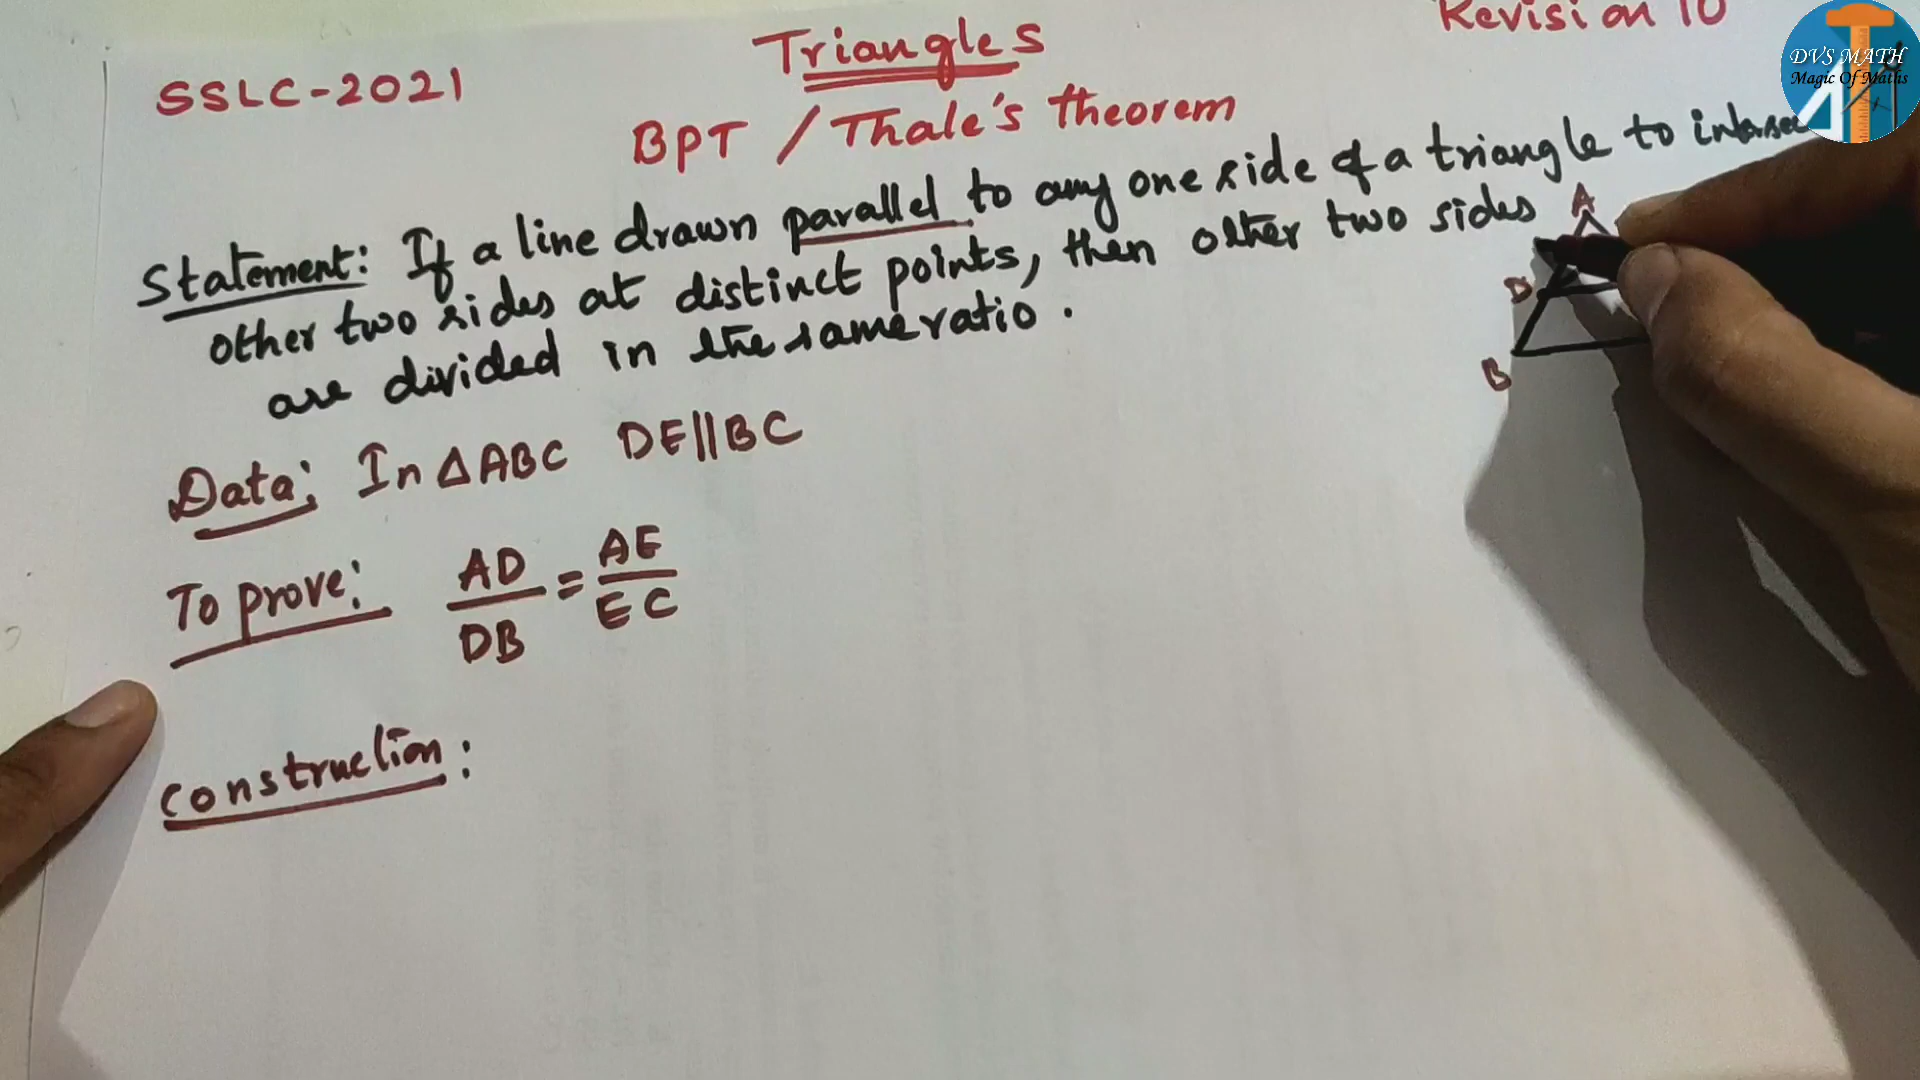 Triangles
Revision 10
SSLC-2021
BPT / Thale's theorem
DVS MATH
Magic Of Maths
Statement: If a line drawn parallel to any one side of a triangle to
other two sides at distinct points, then other two sides
are divided in the same ratio.
A
D
B
Data: In △ABC DE||BC
To prove: AD/DB = AE/EC
Construction: